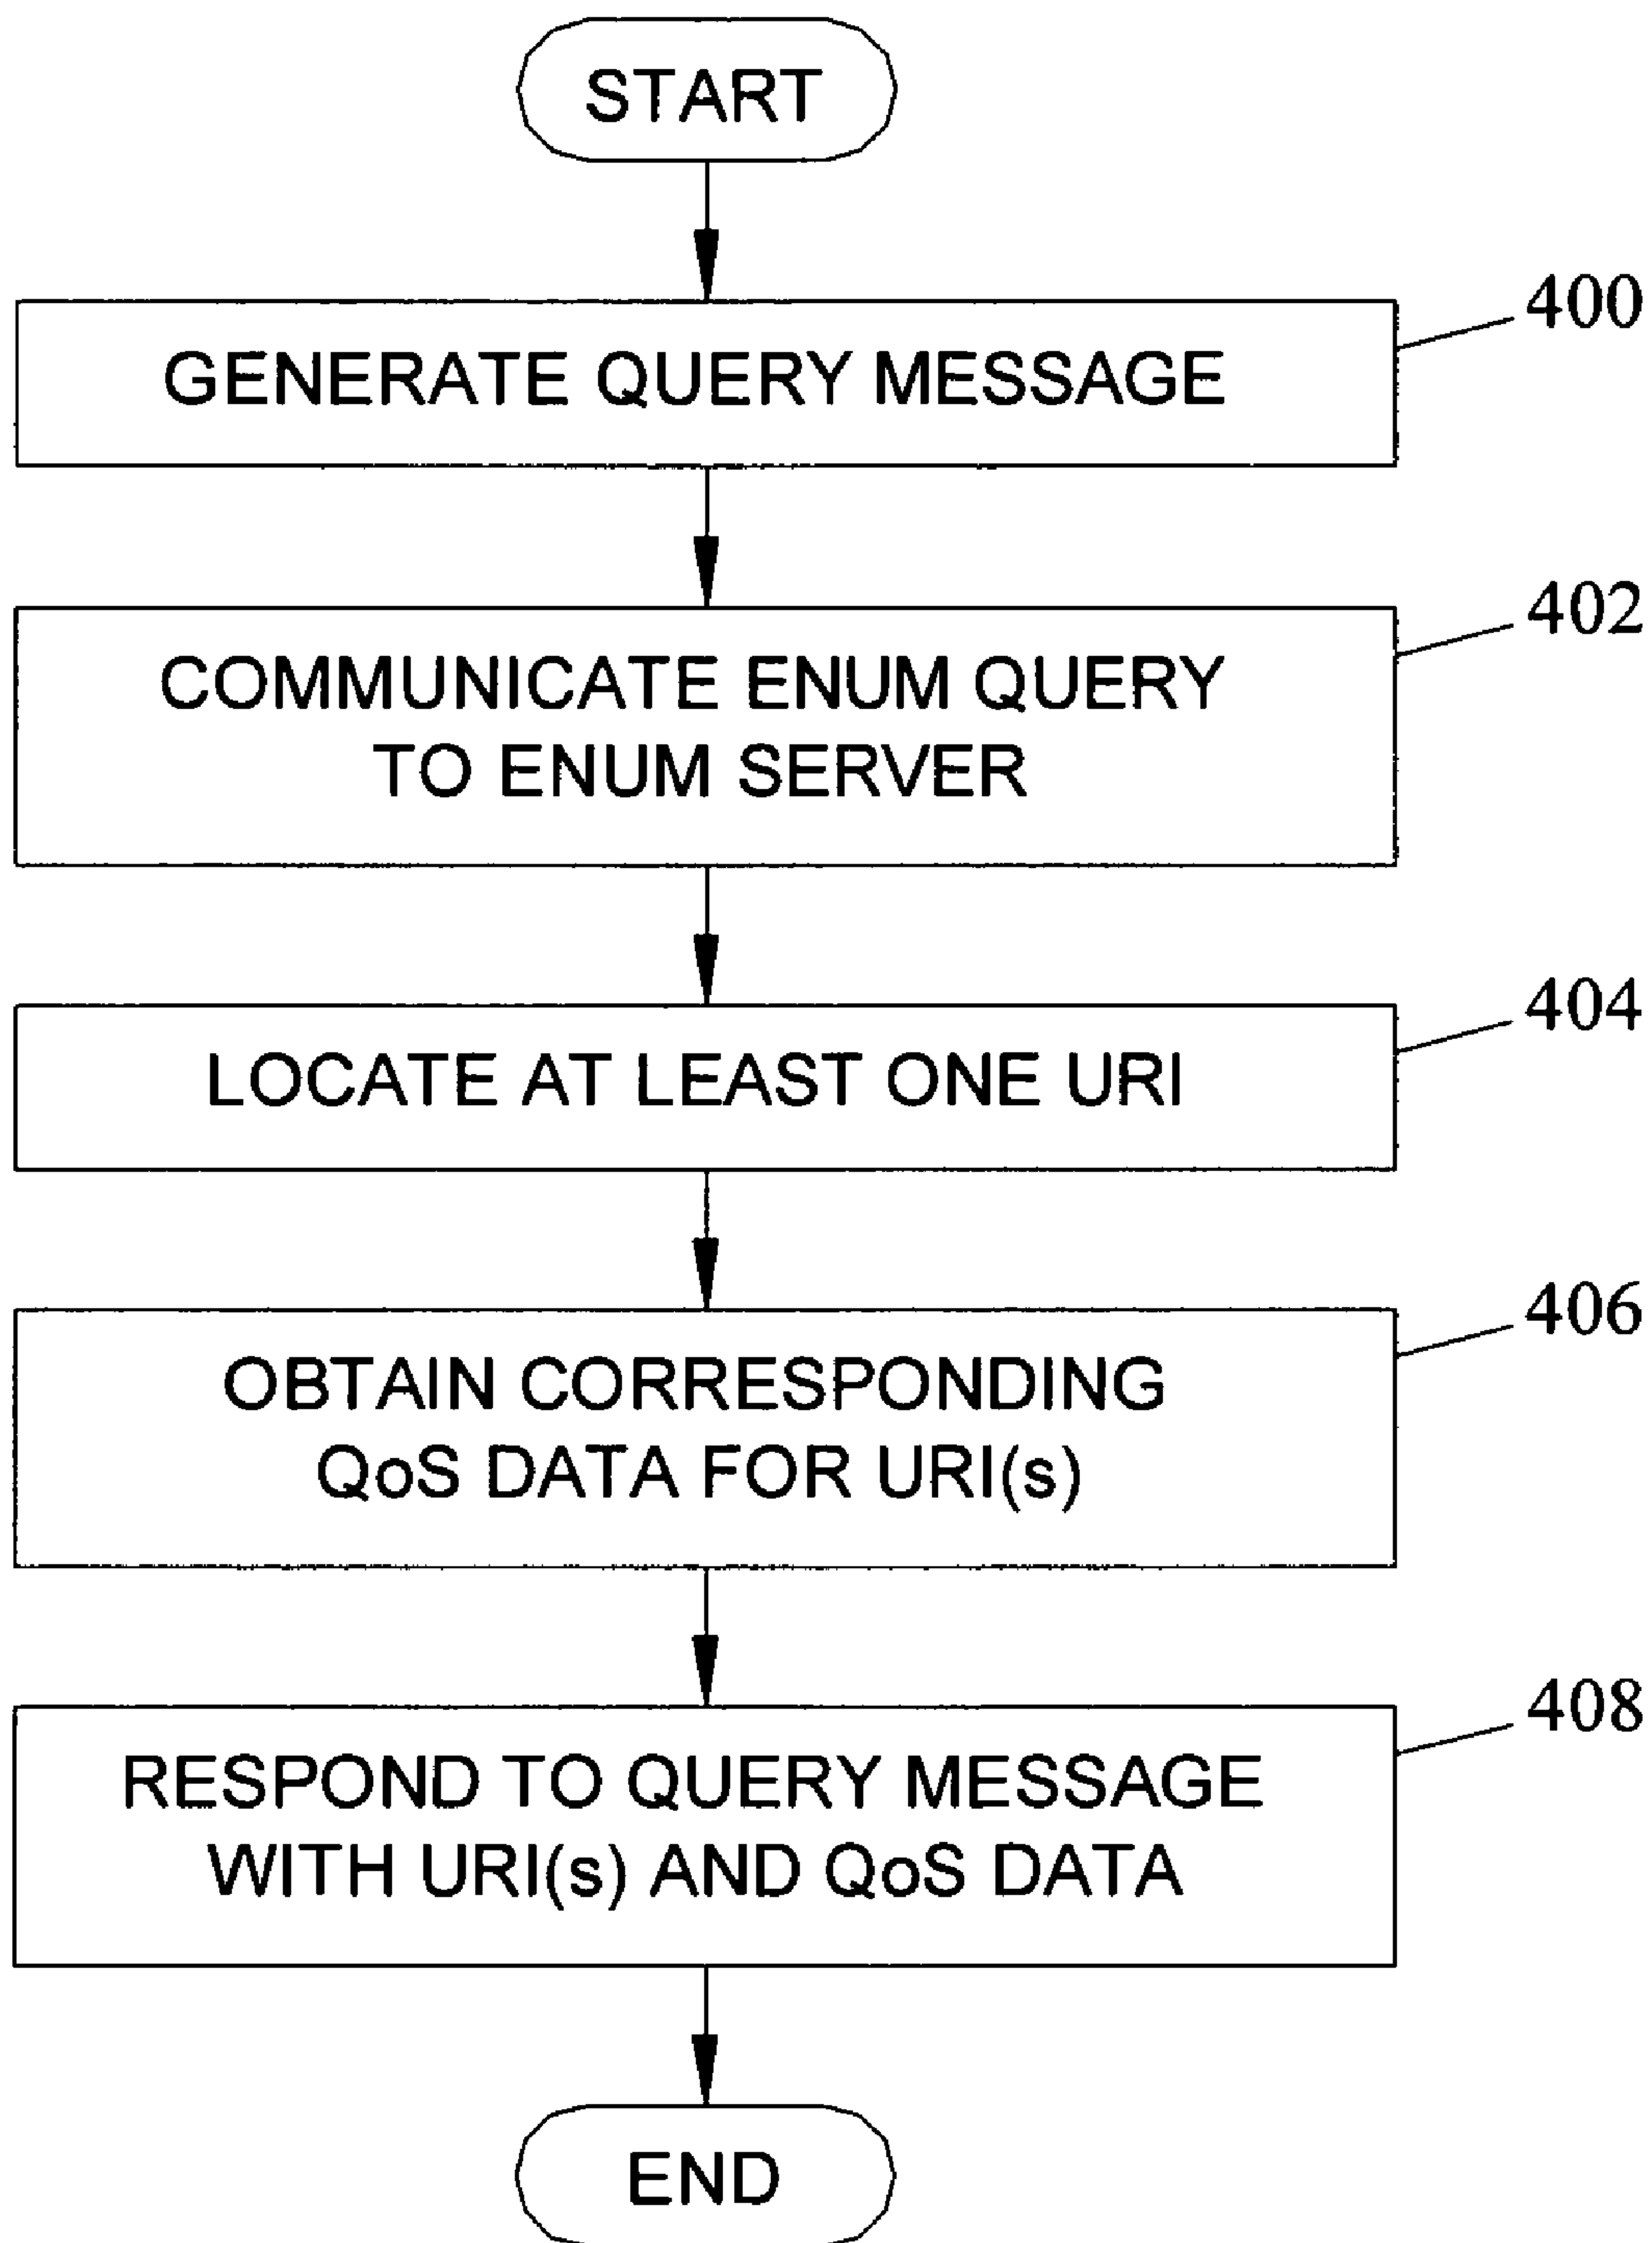 START
GENERATE QUERY MESSAGE
400
COMMUNICATE ENUM QUERY
TO ENUM SERVER
402
LOCATE AT LEAST ONE URI
404
OBTAIN CORRESPONDING
QoS DATA FOR URI(s)
406
RESPOND TO QUERY MESSAGE
WITH URI(s) AND QoS DATA
408
END